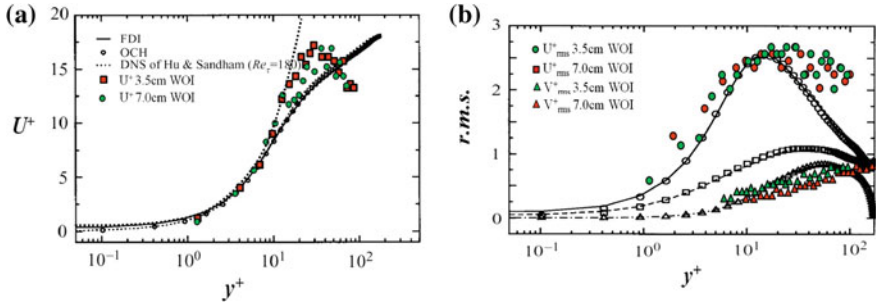 (a)
20
15
10
5
0
U⁺
FDI
OCH
DNS of Hu & Sandham (Reτ=180)
U⁺ 3.5cm WOI
U⁺ 7.0cm WOI
10⁻¹
10⁰
10¹
10²
y⁺
(b)
3
2
1
0
r.m.s.
U⁺rms 3.5cm WOI
U⁺rms 7.0cm WOI
V⁺rms 3.5cm WOI
V⁺rms 7.0cm WOI
10⁻¹
10⁰
10¹
10²
y⁺